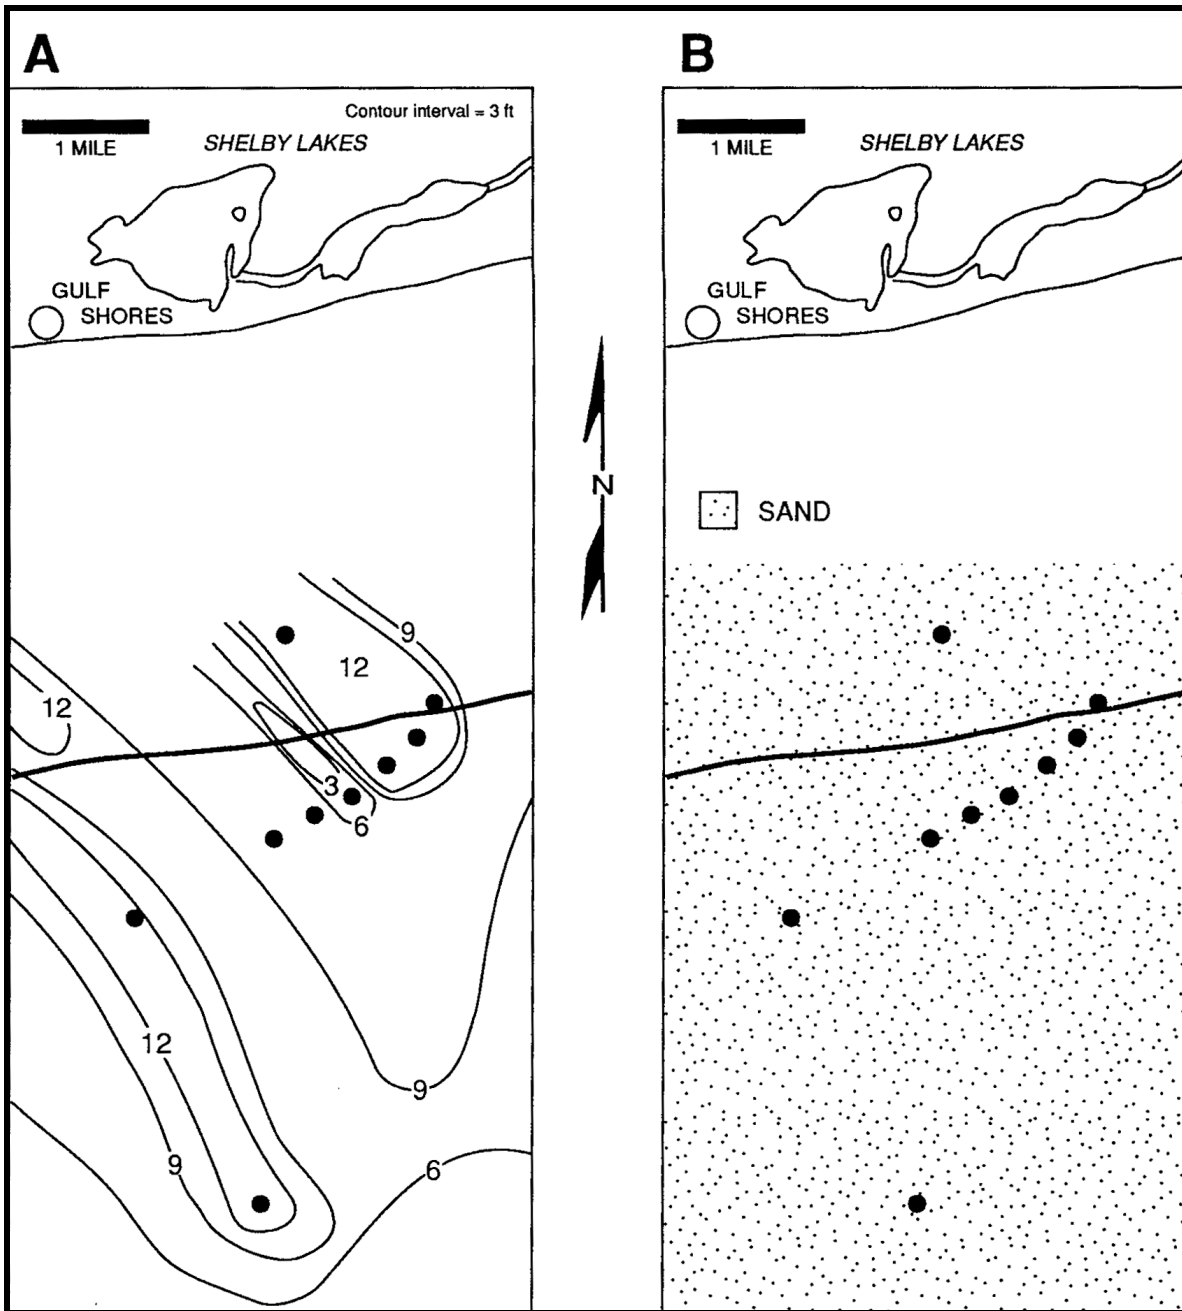 A
Contour interval = 3 ft
1 MILE
SHELBY LAKES
GULF
SHORES
9
12
12
3
6
12
9
9
6
N
B
1 MILE
SHELBY LAKES
GULF
SHORES
SAND